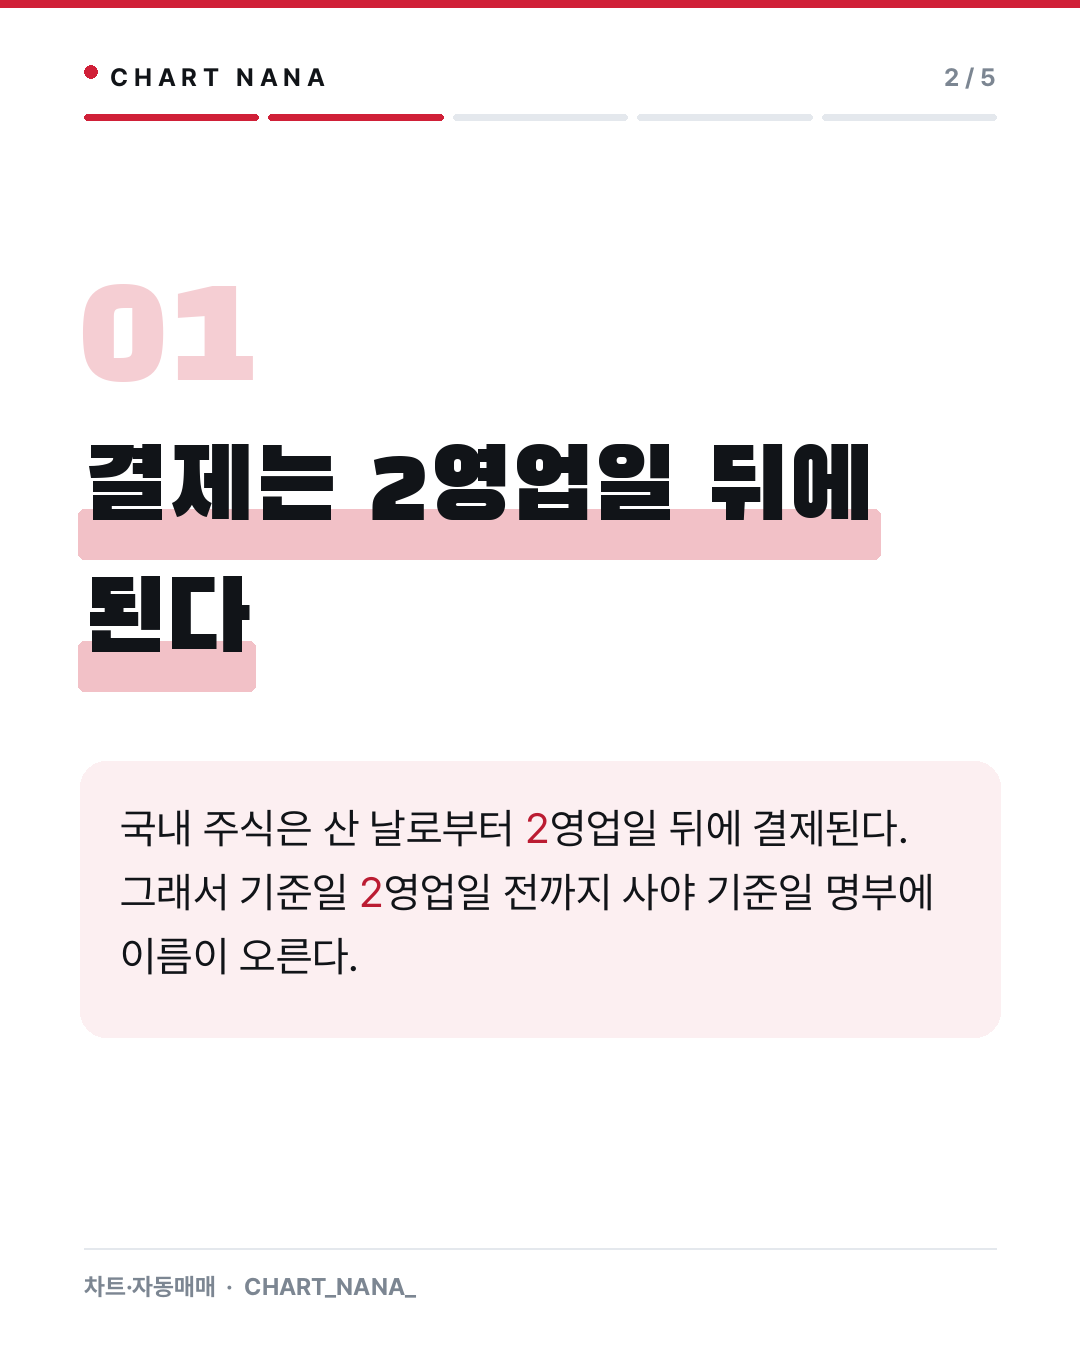 CHART NANA
2 / 5
01
결제는 2영업일 뒤에
된다
국내 주식은 산 날로부터 2영업일 뒤에 결제된다.
그래서 기준일 2영업일 전까지 사야 기준일 명부에
이름이 오른다.
차트·자동매매 · CHART_NANA_